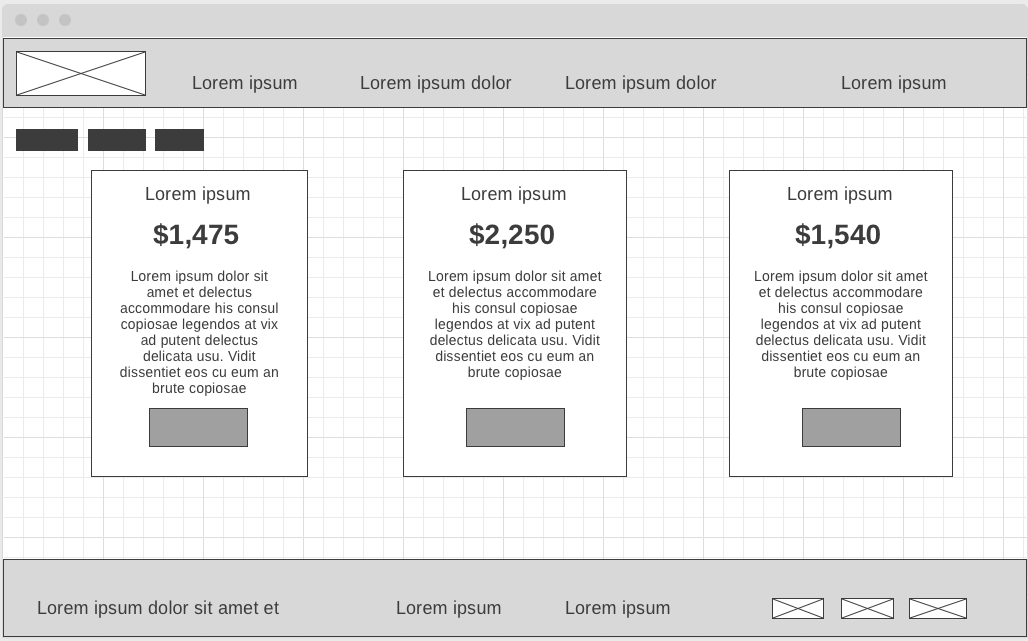 Lorem ipsum
Lorem ipsum dolor
Lorem ipsum dolor
Lorem ipsum
Lorem ipsum
$1,475
Lorem ipsum dolor sit
amet et delectus
accommodare his consul
copiosae legendos at vix
ad putent delectus
delicata usu. Vidit
dissentiet eos cu eum an
brute copiosae
Lorem ipsum
$2,250
Lorem ipsum dolor sit amet
et delectus accommodare
his consul copiosae
legendos at vix ad putent
delectus delicata usu. Vidit
dissentiet eos cu eum an
brute copiosae
Lorem ipsum
$1,540
Lorem ipsum dolor sit amet
et delectus accommodare
his consul copiosae
legendos at vix ad putent
delectus delicata usu. Vidit
dissentiet eos cu eum an
brute copiosae
Lorem ipsum dolor sit amet et
Lorem ipsum
Lorem ipsum